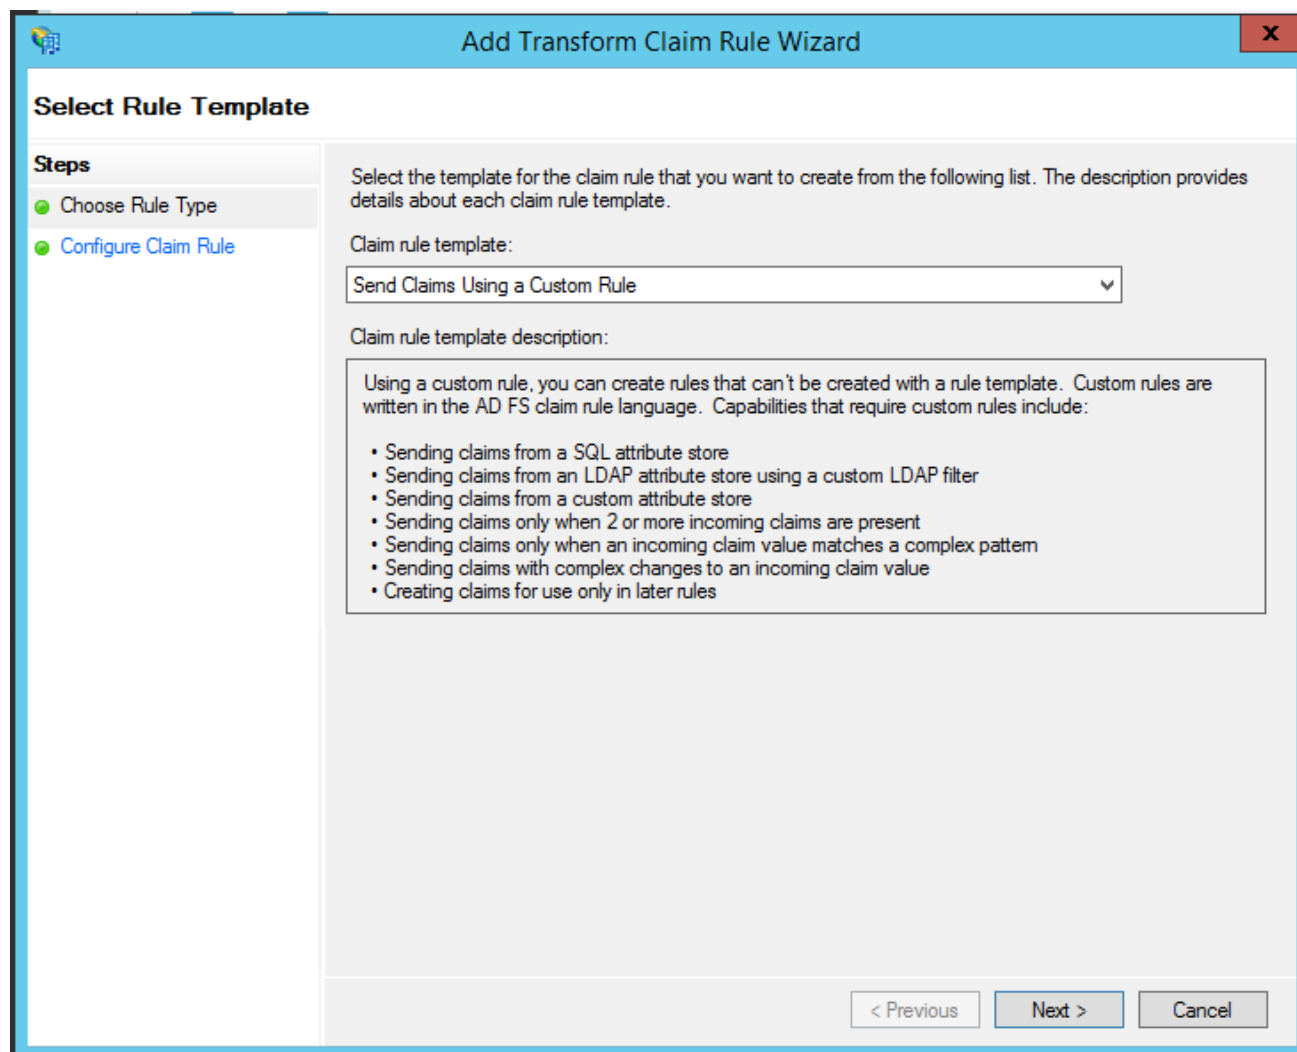 Add Transform Claim Rule Wizard
x
Select Rule Template
Steps
Choose Rule Type
Configure Claim Rule
Select the template for the claim rule that you want to create from the following list. The description provides
details about each claim rule template.
Claim rule template:
Send Claims Using a Custom Rule
Claim rule template description:
Using a custom rule, you can create rules that can't be created with a rule template. Custom rules are
written in the AD FS claim rule language. Capabilities that require custom rules include:
• Sending claims from a SQL attribute store
• Sending claims from an LDAP attribute store using a custom LDAP filter
• Sending claims from a custom attribute store
• Sending claims only when 2 or more incoming claims are present
• Sending claims only when an incoming claim value matches a complex pattern
• Sending claims with complex changes to an incoming claim value
• Creating claims for use only in later rules
< Previous
Next >
Cancel